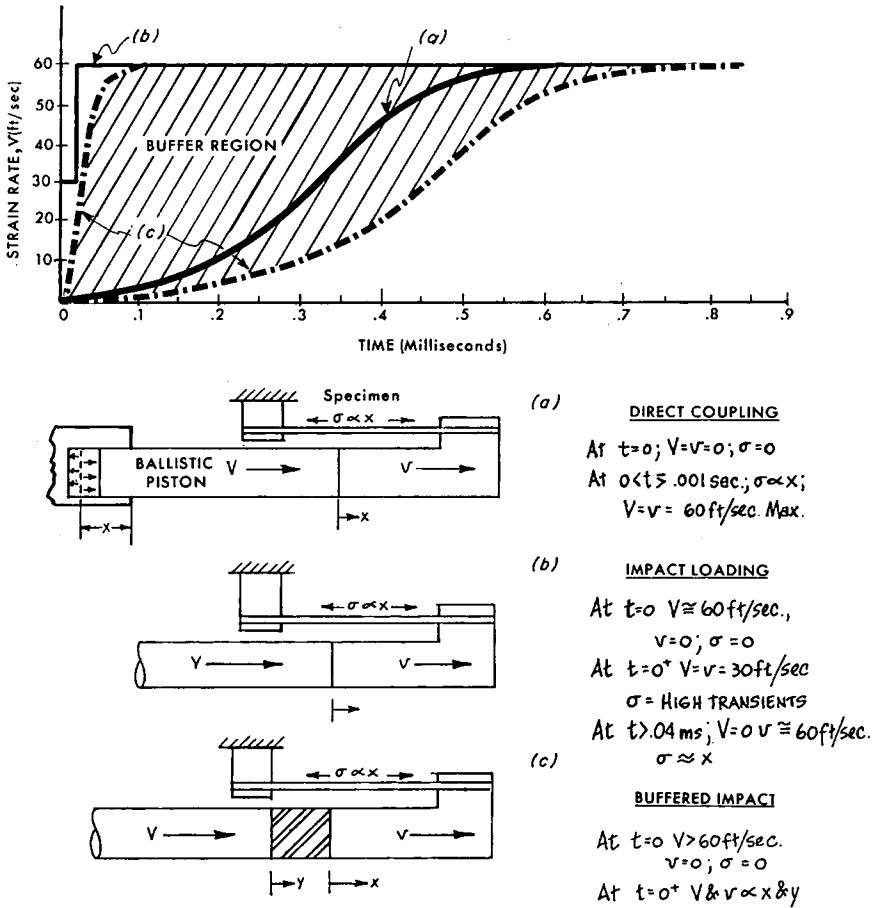 (b)
(a)
60
50
40
30
20
10
STRAIN RATE, V(ft/sec)
BUFFER REGION
(c)
0 .1 .2 .3 .4 .5 .6 .7 .8 .9
TIME (Milliseconds)
Specimen
σ∝x
BALLISTIC
PISTON
V
v
x
x
(a)
DIRECT COUPLING
At t=0; V=v=0; σ=0
At 0<t≤.001 sec.; σ∝x;
V=v= 60ft/sec. Max.
σ∝x
V
v
(b)
IMPACT LOADING
At t=0 V≅60ft/sec.,
v=0; σ=0
At t=0⁺ V=v=30ft/sec
σ= HIGH TRANSIENTS
At t>.04 ms; V=0 v≅60ft/sec.
σ≈x
σ∝x
V
v
y
x
(c)
BUFFERED IMPACT
At t=0 V>60ft/sec.
v=0; σ=0
At t=0⁺ V & v ∝ x & y